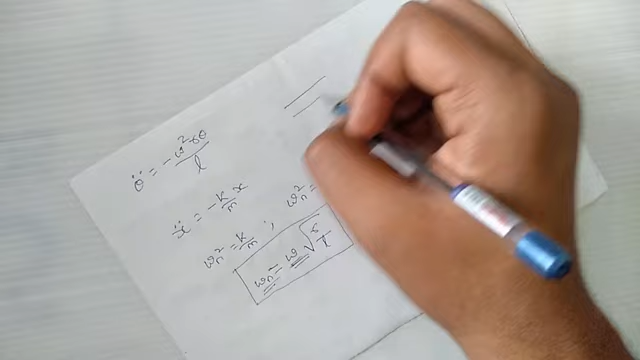 θ̈ = -ω²rθ/l
ẍ = -k/m x
ωn² = k/m ; ωn² =
ωn = ω√(r/l)